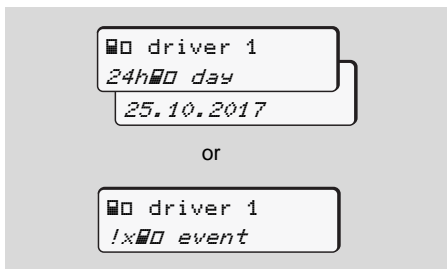 driver 1
24h day
25.10.2017
or
driver 1
!x event